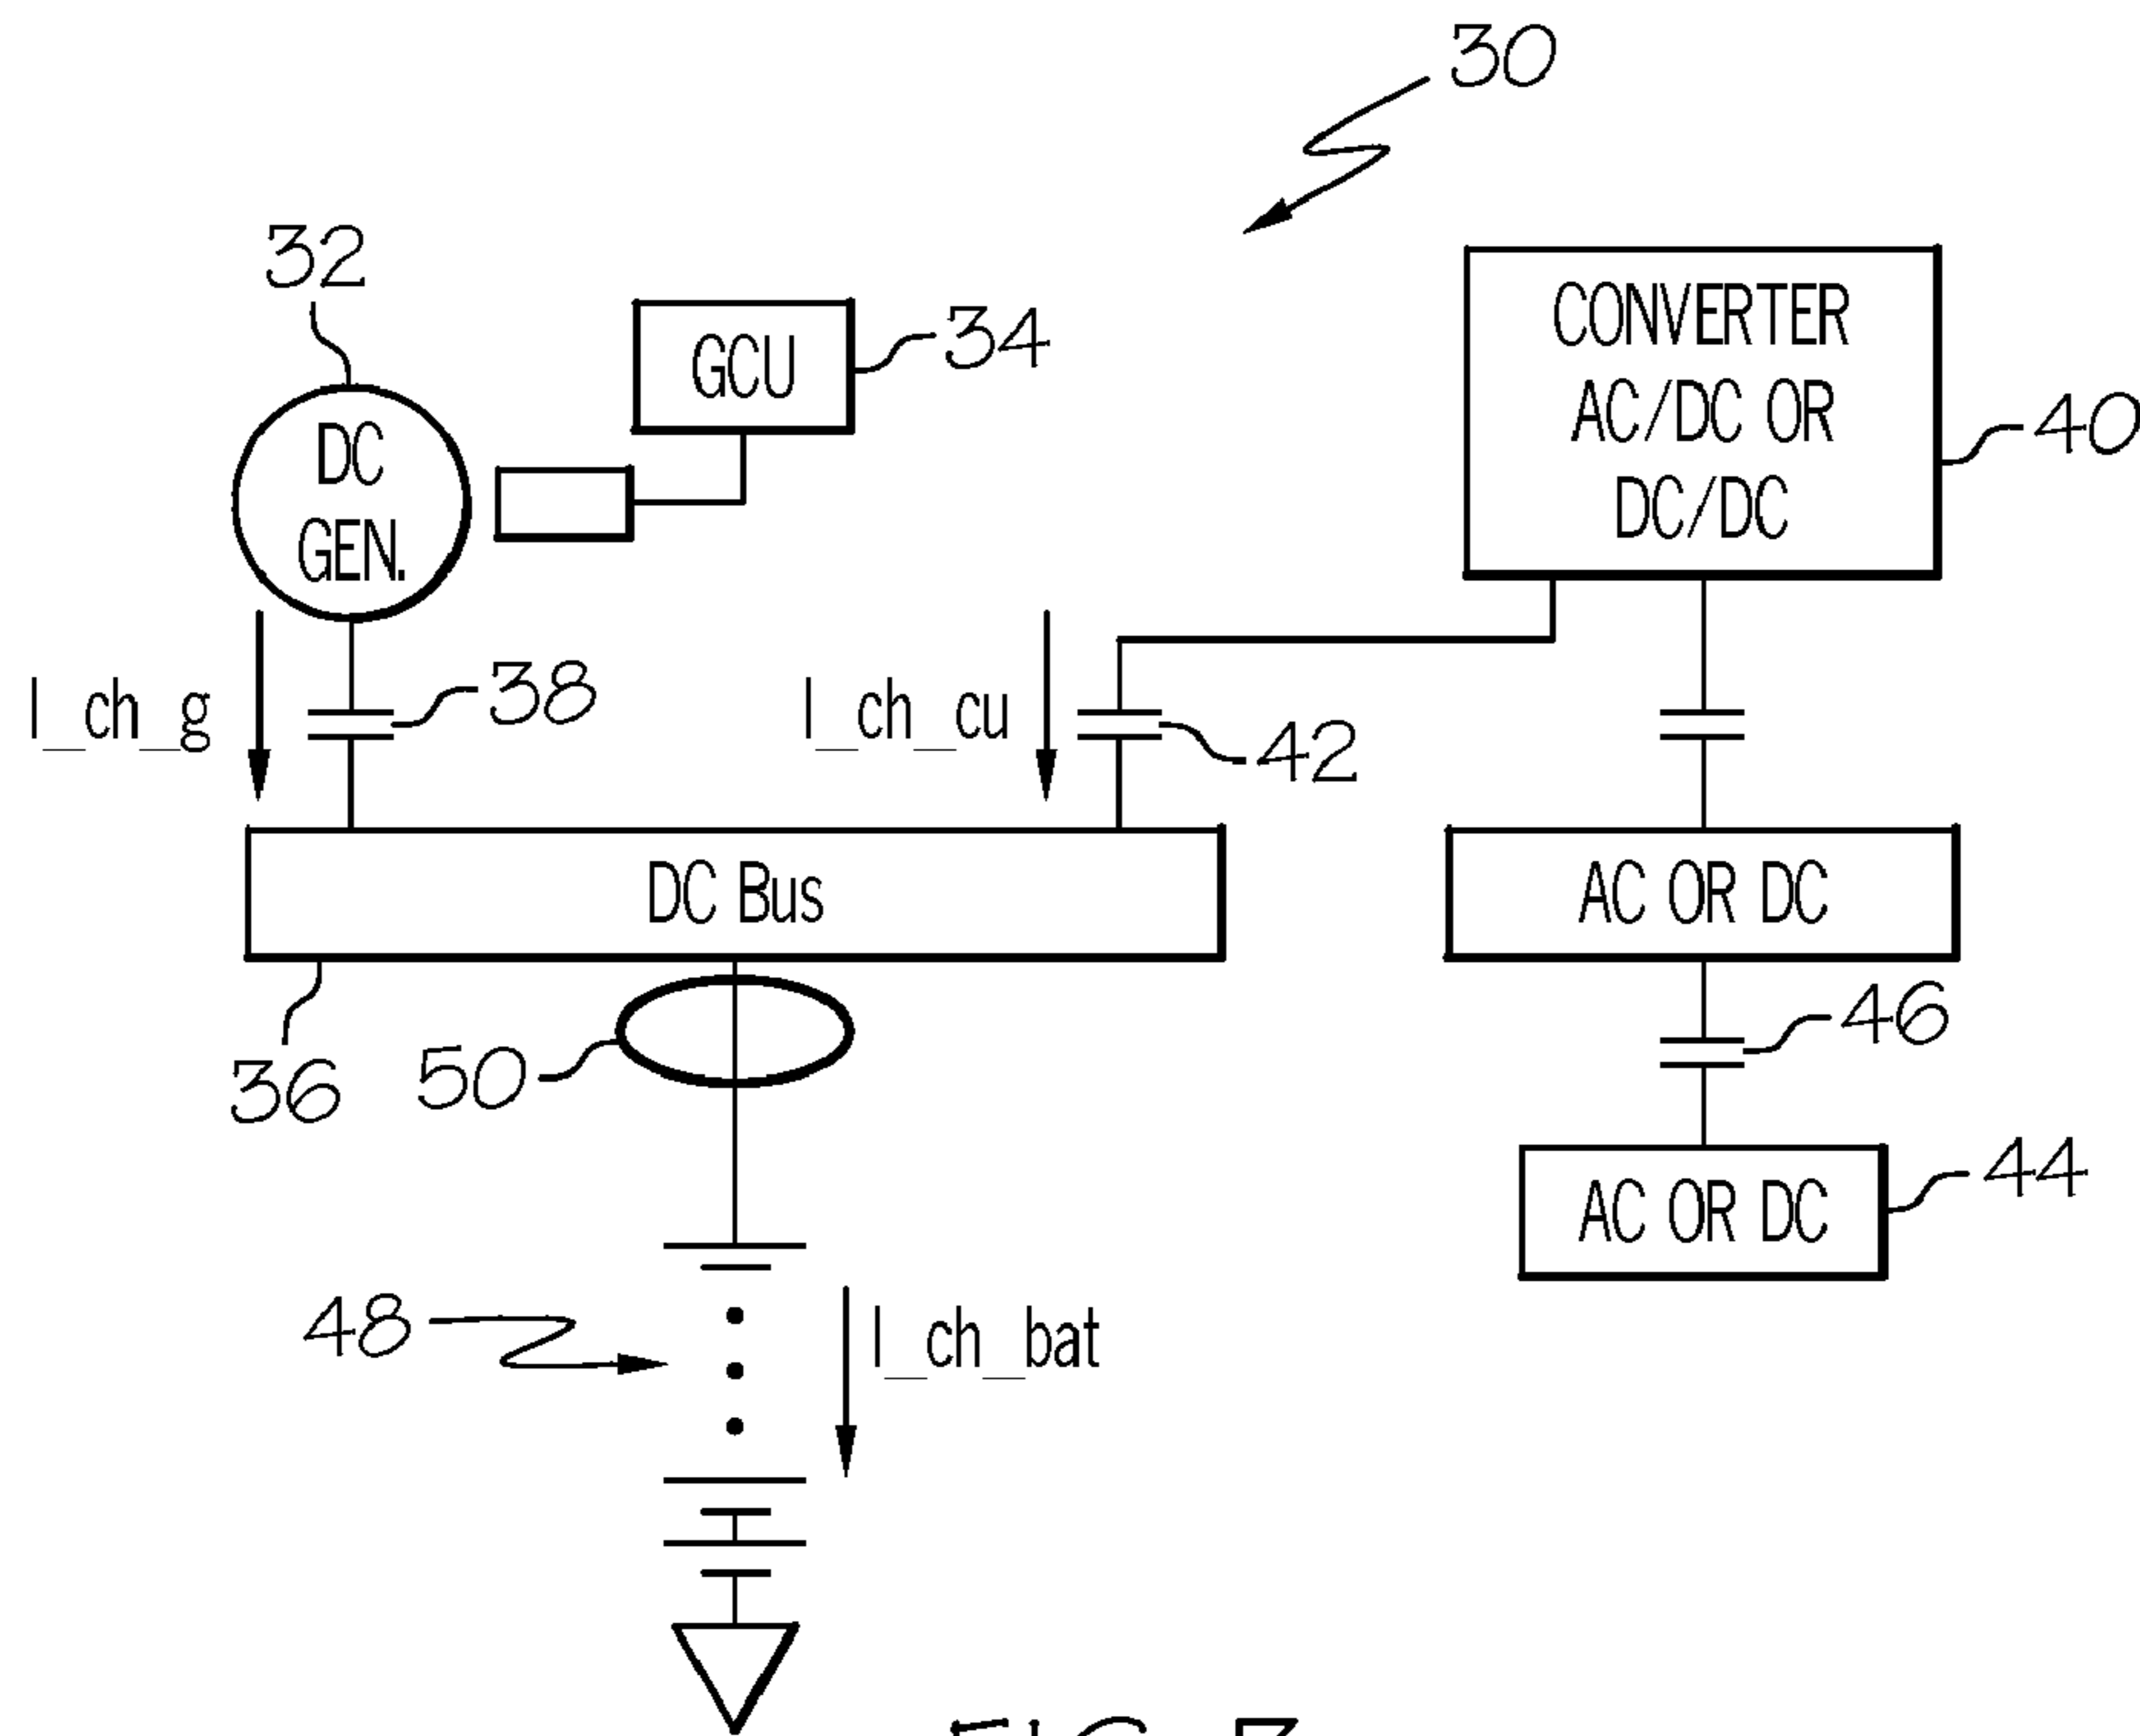 30
32
GCU
34
DC
GEN.
CONVERTER
AC/DC OR
DC/DC
40
I_ch_g
38
I_ch_cu
42
DC Bus
AC OR DC
36
50
46
AC OR DC
44
48
I_ch_bat